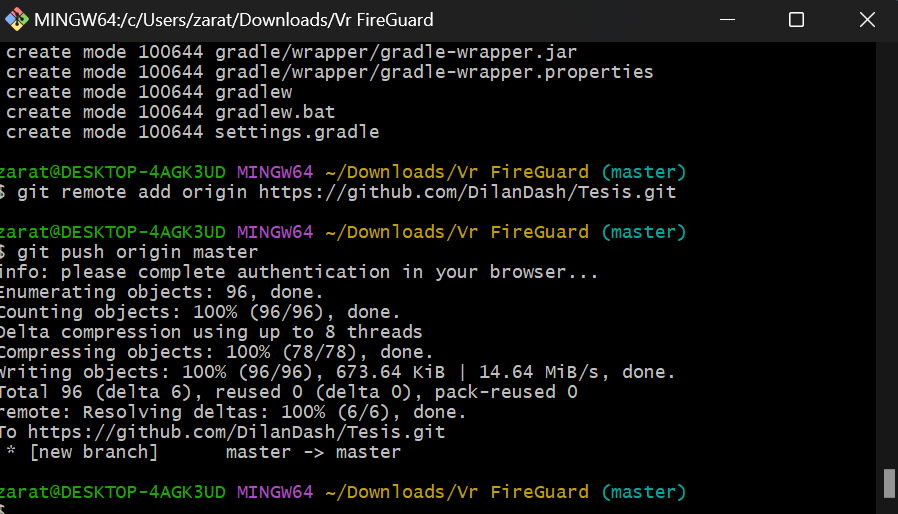 MINGW64:/c/Users/zarat/Downloads/Vr FireGuard
create mode 100644 gradle/wrapper/gradle-wrapper.jar
create mode 100644 gradle/wrapper/gradle-wrapper.properties
create mode 100644 gradlew
create mode 100644 gradlew.bat
create mode 100644 settings.gradle
zarat@DESKTOP-4AGK3UD MINGW64 ~/Downloads/Vr FireGuard (master)
$ git remote add origin https://github.com/DilanDash/Tesis.git
zarat@DESKTOP-4AGK3UD MINGW64 ~/Downloads/Vr FireGuard (master)
$ git push origin master
info: please complete authentication in your browser...
Enumerating objects: 96, done.
Counting objects: 100% (96/96), done.
Delta compression using up to 8 threads
Compressing objects: 100% (78/78), done.
Writing objects: 100% (96/96), 673.64 KiB | 14.64 MiB/s, done.
Total 96 (delta 6), reused 0 (delta 0), pack-reused 0
remote: Resolving deltas: 100% (6/6), done.
To https://github.com/DilanDash/Tesis.git
* [new branch] master -> master
zarat@DESKTOP-4AGK3UD MINGW64 ~/Downloads/Vr FireGuard (master)
$